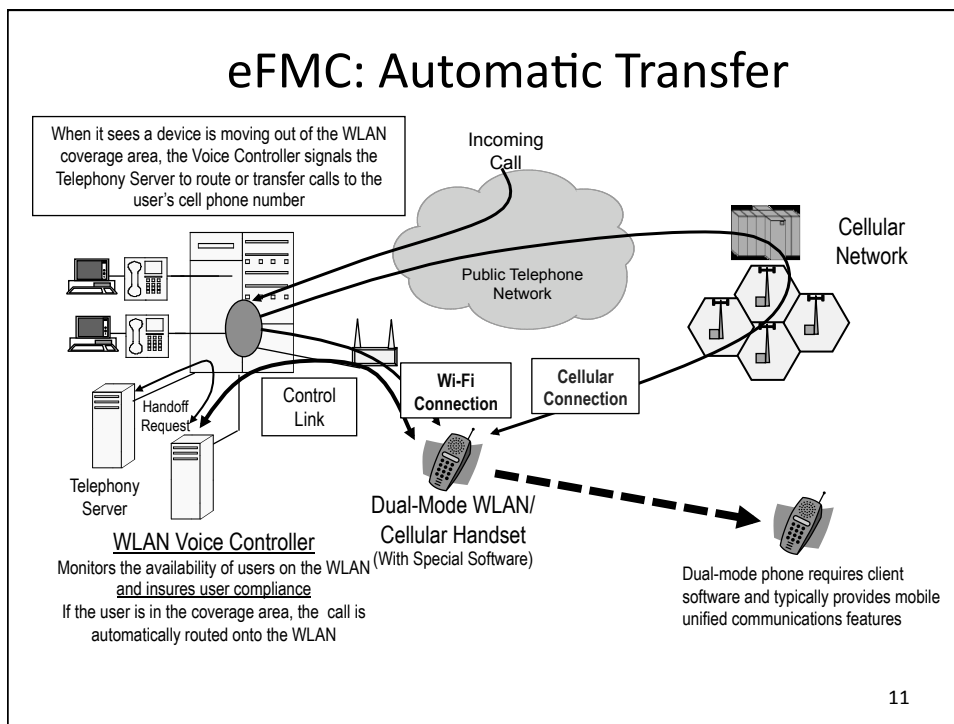 eFMC: Automatic Transfer
When it sees a device is moving out of the WLAN
coverage area, the Voice Controller signals the
Telephony Server to route or transfer calls to the
user's cell phone number
Incoming
Call
Public Telephone
Network
Cellular
Network
Wi-Fi
Connection
Cellular
Connection
Control
Link
Handoff
Request
Telephony
Server
WLAN Voice Controller
Monitors the availability of users on the WLAN
and insures user compliance
If the user is in the coverage area, the call is
automatically routed onto the WLAN
Dual-Mode WLAN/
Cellular Handset
(With Special Software)
Dual-mode phone requires client
software and typically provides mobile
unified communications features
11